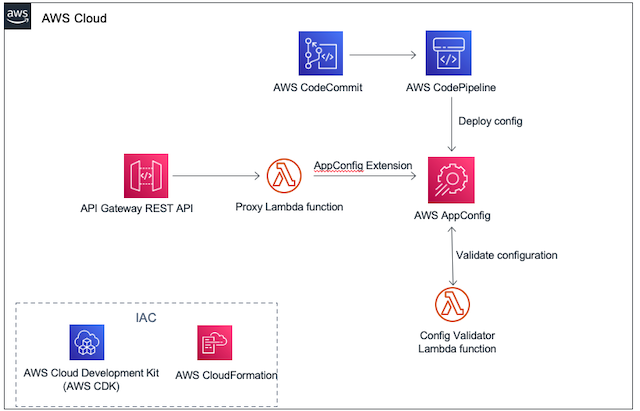 aws
AWS Cloud
AWS CodeCommit
AWS CodePipeline
Deploy config
AppConfig Extension
API Gateway REST API
Proxy Lambda function
AWS AppConfig
Validate configuration
IAC
Config Validator
Lambda function
AWS Cloud Development Kit
(AWS CDK)
AWS CloudFormation